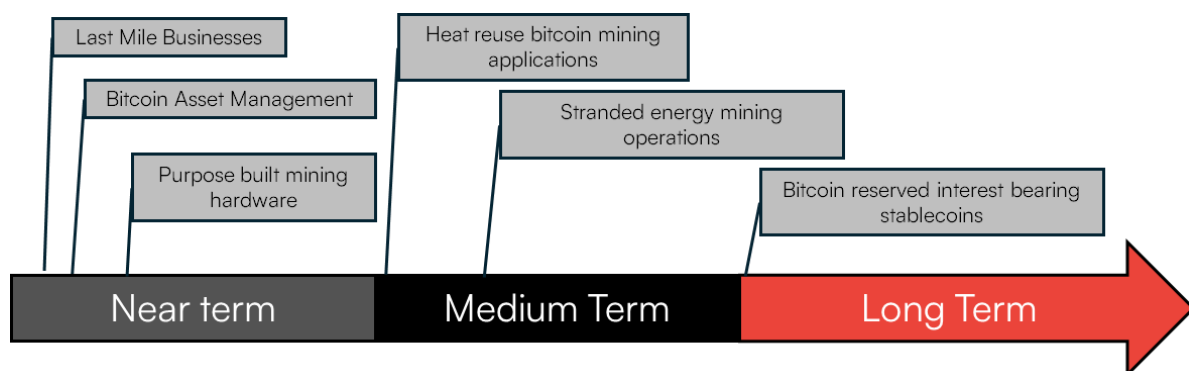 Last Mile Businesses
Bitcoin Asset Management
Purpose built mining
hardware
Heat reuse bitcoin mining
applications
Stranded energy mining
operations
Bitcoin reserved interest bearing
stablecoins
Near term
Medium Term
Long Term